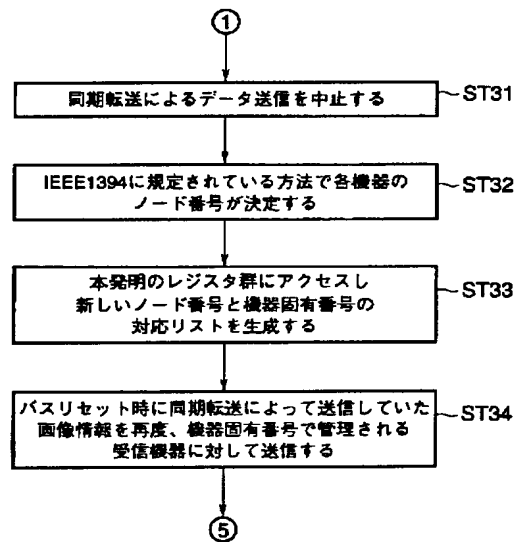 ①
同期転送によるデータ送信を中止する
ST31
IEEE1394に規定されている方法で各機器の
ノード番号が決定する
ST32
本発明のレジスタ群にアクセスし
新しいノード番号と機器固有番号の
対応リストを生成する
ST33
バスリセット時に同期転送によって送信していた
画像情報を再度、機器固有番号で管理される
受信機器に対して送信する
ST34
⑤